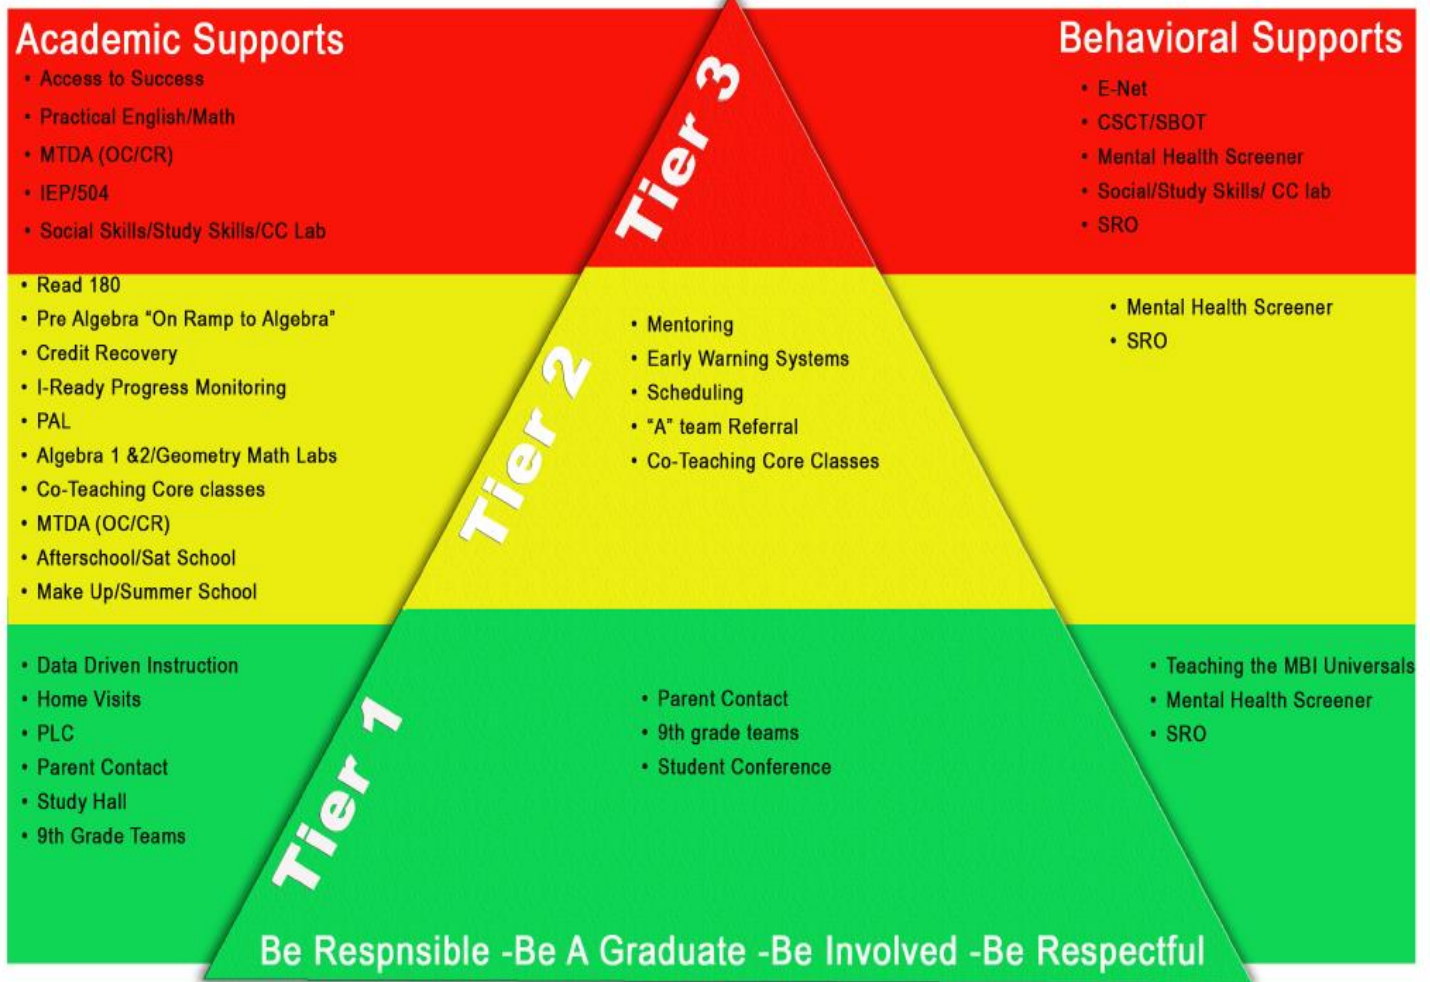 Academic Supports
• Access to Success
• Practical English/Math
• MTDA (OC/CR)
• IEP/504
• Social Skills/Study Skills/CC Lab
Tier 3
Behavioral Supports
• E-Net
• CSCT/SBOT
• Mental Health Screener
• Social/Study Skills/ CC lab
• SRO
• Read 180
• Pre Algebra “On Ramp to Algebra”
• Credit Recovery
• I-Ready Progress Monitoring
• PAL
• Algebra 1 &2/Geometry Math Labs
• Co-Teaching Core classes
• MTDA (OC/CR)
• Afterschool/Sat School
• Make Up/Summer School
Tier 2
• Mentoring
• Early Warning Systems
• Scheduling
• “A” team Referral
• Co-Teaching Core Classes
• Mental Health Screener
• SRO
• Data Driven Instruction
• Home Visits
• PLC
• Parent Contact
• Study Hall
• 9th Grade Teams
Tier 1
• Parent Contact
• 9th grade teams
• Student Conference
• Teaching the MBI Universals
• Mental Health Screener
• SRO
Be Respnsible -Be A Graduate -Be Involved -Be Respectful